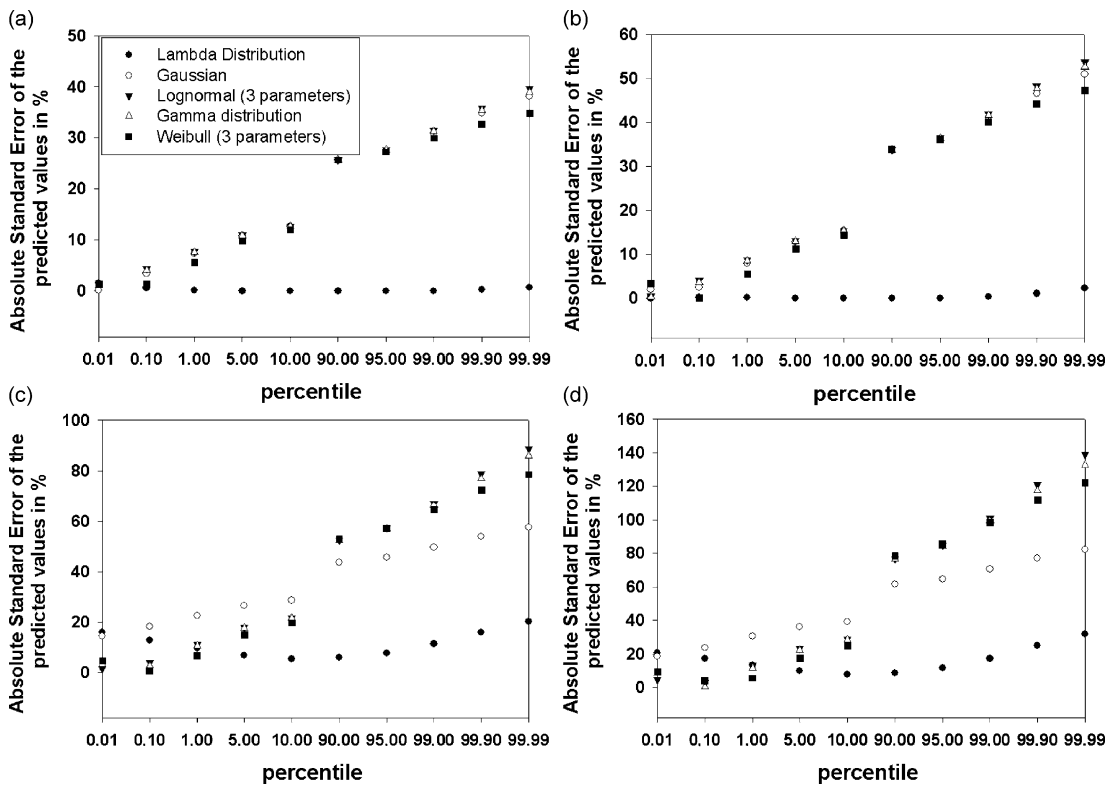 (a)
Absolute Standard Error of the
predicted values in %
50
40
30
20
10
0
Lambda Distribution
Gaussian
Lognormal (3 parameters)
Gamma distribution
Weibull (3 parameters)
0.01 0.10 1.00 5.00 10.00 90.00 95.00 99.00 99.90 99.99
percentile
(b)
Absolute Standard Error of the
predicted values in %
60
50
40
30
20
10
0
0.01 0.10 1.00 5.00 10.00 90.00 95.00 99.00 99.90 99.99
percentile
(c)
Absolute Standard Error of the
predicted values in %
100
80
60
40
20
0
0.01 0.10 1.00 5.00 10.00 90.00 95.00 99.00 99.90 99.99
percentile
(d)
Absolute Standard Error of the
predicted values in %
160
140
120
100
80
60
40
20
0
0.01 0.10 1.00 5.00 10.00 90.00 95.00 99.00 99.90 99.99
percentile